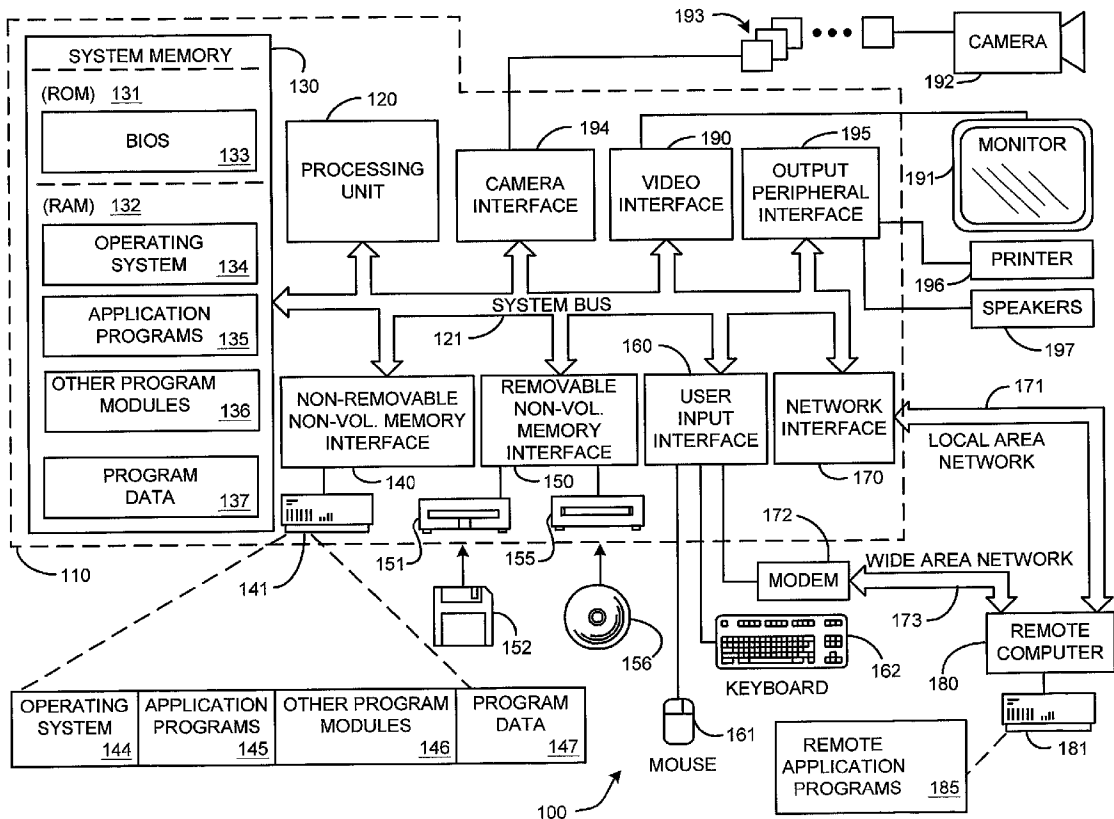 193
CAMERA
192
SYSTEM MEMORY
130
(ROM) 131
BIOS
133
120
PROCESSING
UNIT
194
CAMERA
INTERFACE
190
VIDEO
INTERFACE
195
OUTPUT
PERIPHERAL
INTERFACE
MONITOR
191
(RAM) 132
OPERATING
SYSTEM
134
PRINTER
196
SPEAKERS
197
APPLICATION
PROGRAMS
135
SYSTEM BUS
121
160
OTHER PROGRAM
MODULES
136
PROGRAM
DATA
137
NON-REMOVABLE
NON-VOL. MEMORY
INTERFACE
140
REMOVABLE
NON-VOL.
MEMORY
INTERFACE
150
USER
INPUT
INTERFACE
NETWORK
INTERFACE
170
171
LOCAL AREA
NETWORK
110
141
151
155
172
MODEM
WIDE AREA NETWORK
173
152
156
KEYBOARD
162
REMOTE
COMPUTER
180
181
OPERATING
SYSTEM
144
APPLICATION
PROGRAMS
145
OTHER PROGRAM
MODULES
146
PROGRAM
DATA
147
161
MOUSE
REMOTE
APPLICATION
PROGRAMS
185
100